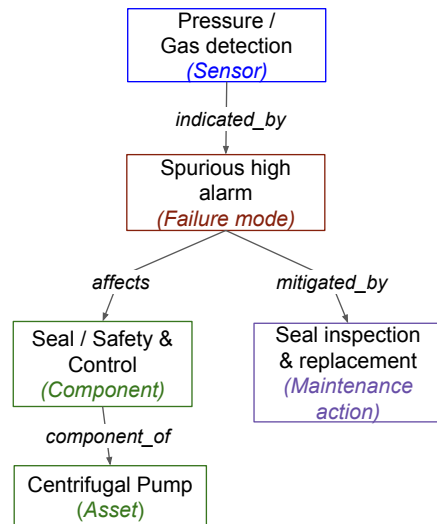 Pressure /
Gas detection
(Sensor)
indicated_by
Spurious high
alarm
(Failure mode)
affects
mitigated_by
Seal / Safety &
Control
(Component)
Seal inspection
& replacement
(Maintenance
action)
component_of
Centrifugal Pump
(Asset)